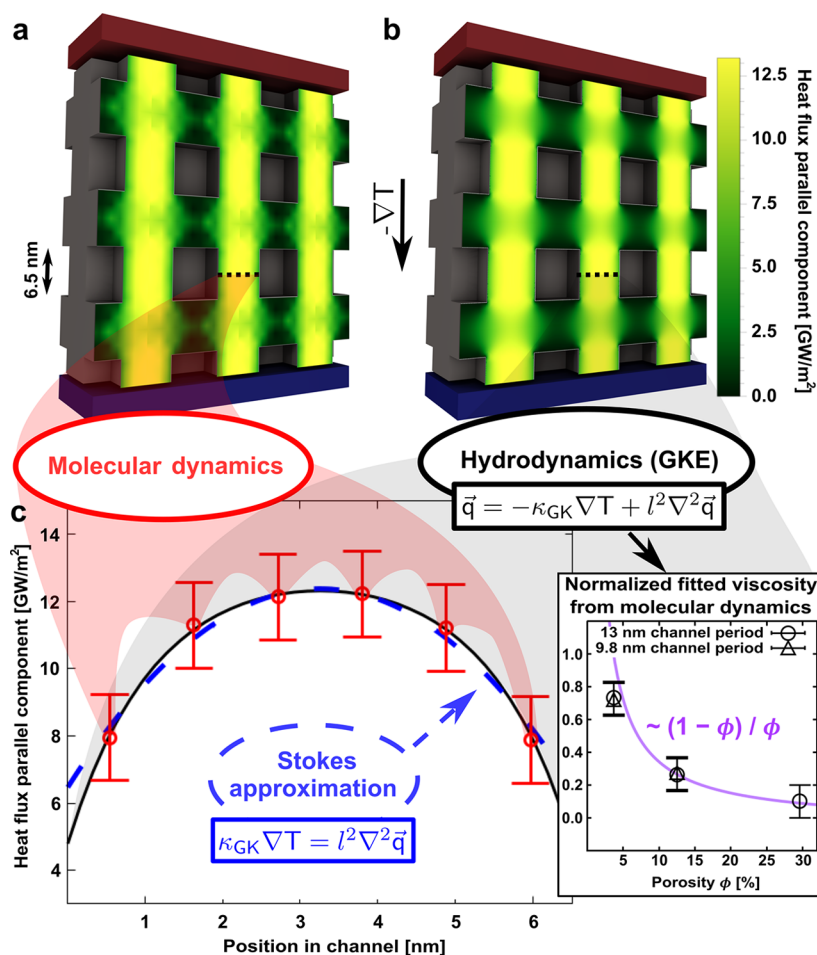 a
b
12.5
10.0
7.5
5.0
2.5
0.0
Heat flux parallel component [GW/m²]
-∇T
6.5 nm
Molecular dynamics
Hydrodynamics (GKE)
q⃗ = −κ_GK ∇T + l²∇²q⃗
c
14
12
10
8
6
4
Heat flux parallel component [GW/m²]
1 2 3 4 5 6
Position in channel [nm]
Stokes
approximation
κ_GK ∇T = l²∇²q⃗
Normalized fitted viscosity
from molecular dynamics
13 nm channel period
9.8 nm channel period
1.0
0.8
0.6
0.4
0.2
0.0
~ (1 − ϕ) / ϕ
5 10 15 20 25 30
Porosity ϕ [%]